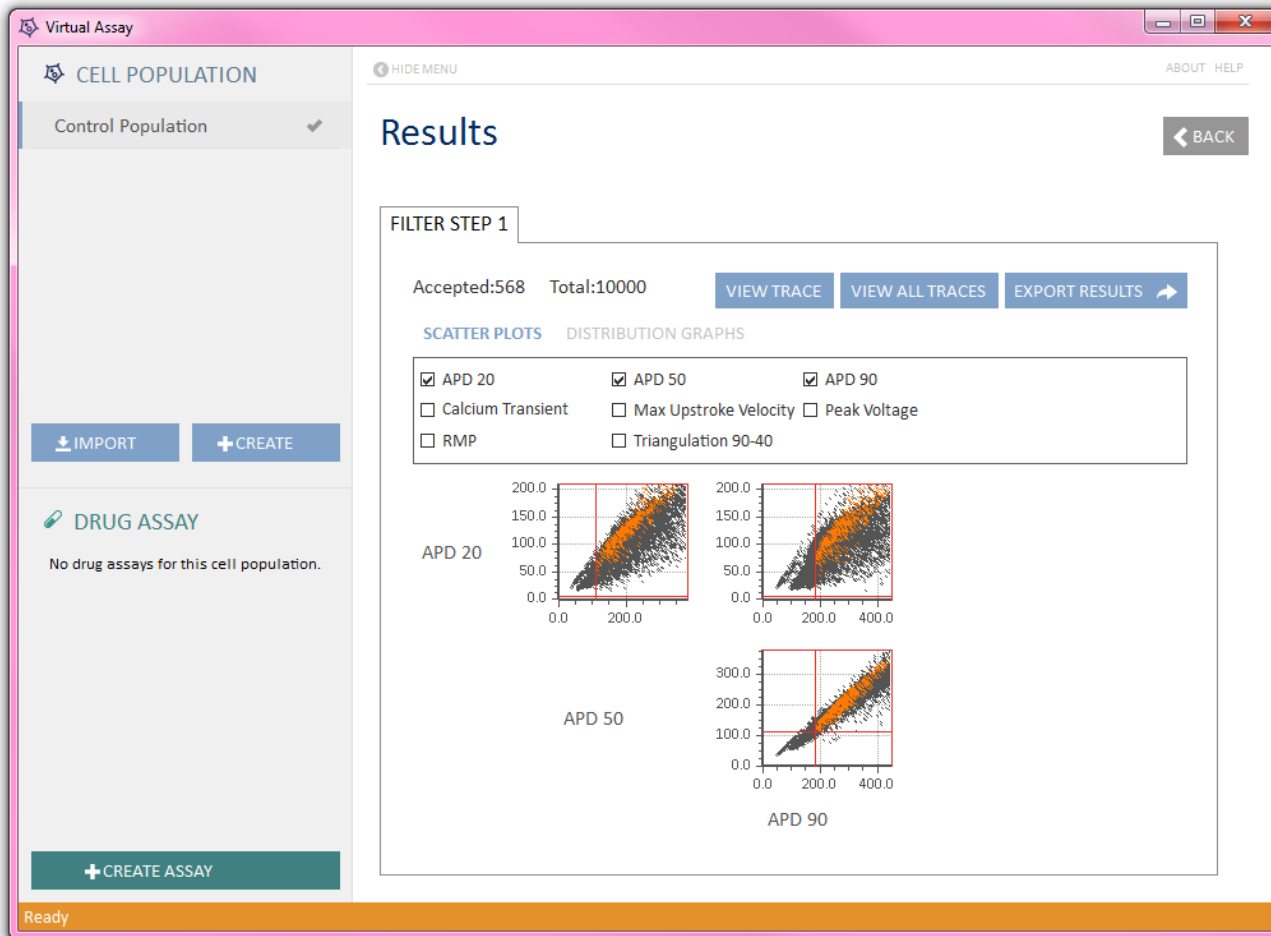 Virtual Assay
CELL POPULATION
Control Population
IMPORT
CREATE
DRUG ASSAY
No drug assays for this cell population.
CREATE ASSAY
HIDE MENU
ABOUT HELP
Results
BACK
FILTER STEP 1
Accepted:568 Total:10000
VIEW TRACE VIEW ALL TRACES EXPORT RESULTS
SCATTER PLOTS DISTRIBUTION GRAPHS
APD 20 APD 50 APD 90
Calcium Transient Max Upstroke Velocity Peak Voltage
RMP Triangulation 90-40
APD 20
200.0
150.0
100.0
50.0
0.0
0.0 200.0
200.0
150.0
100.0
50.0
0.0
0.0 200.0 400.0
APD 50
300.0
200.0
100.0
0.0
0.0 200.0 400.0
APD 90
Ready